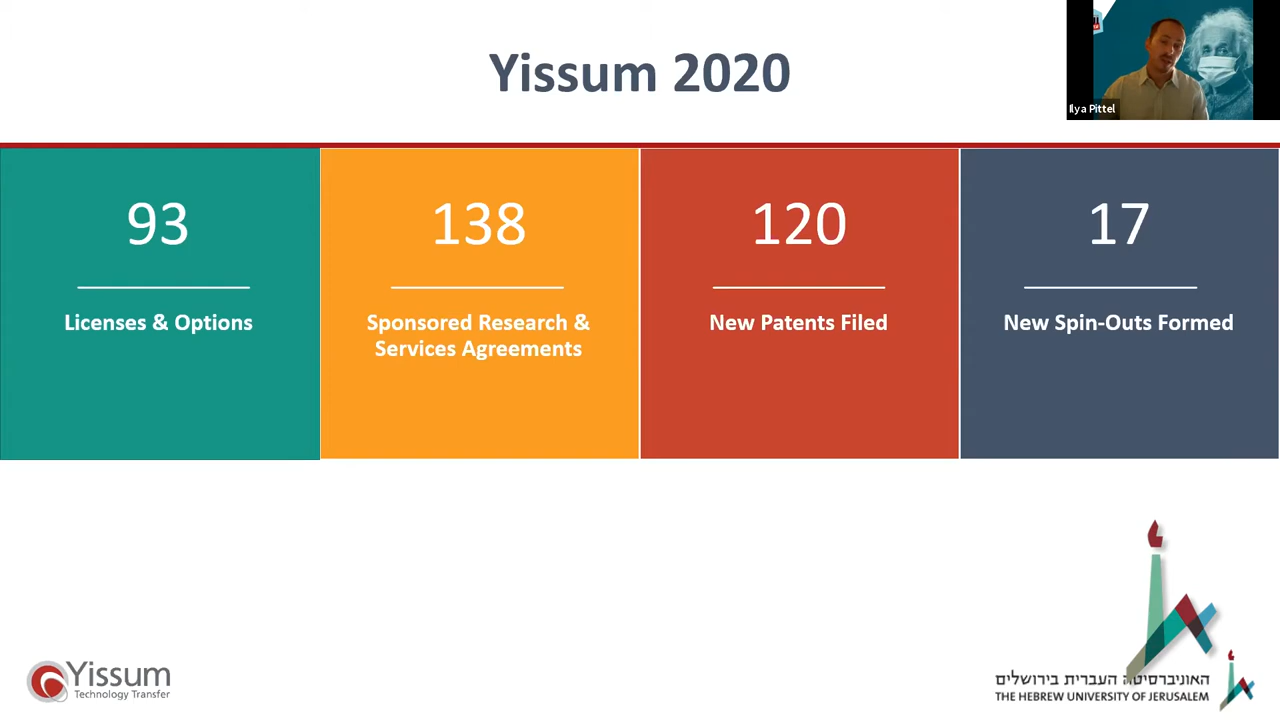 Yissum 2020
Ilya Pittel
93
Licenses & Options
138
Sponsored Research &
Services Agreements
120
New Patents Filed
17
New Spin-Outs Formed
Yissum
Technology Transfer
האוניברסיטה העברית בירושלים
THE HEBREW UNIVERSITY OF JERUSALEM